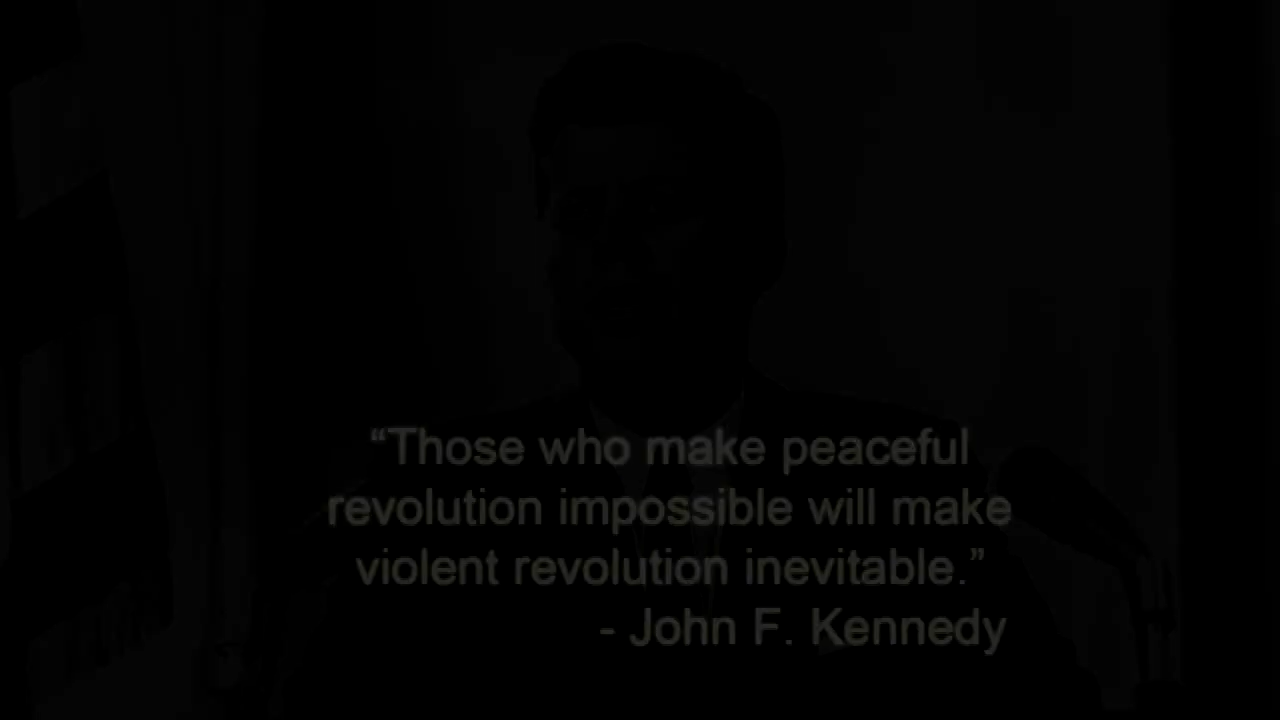 “Those who make peaceful
revolution impossible will make
violent revolution inevitable.”
- John F. Kennedy